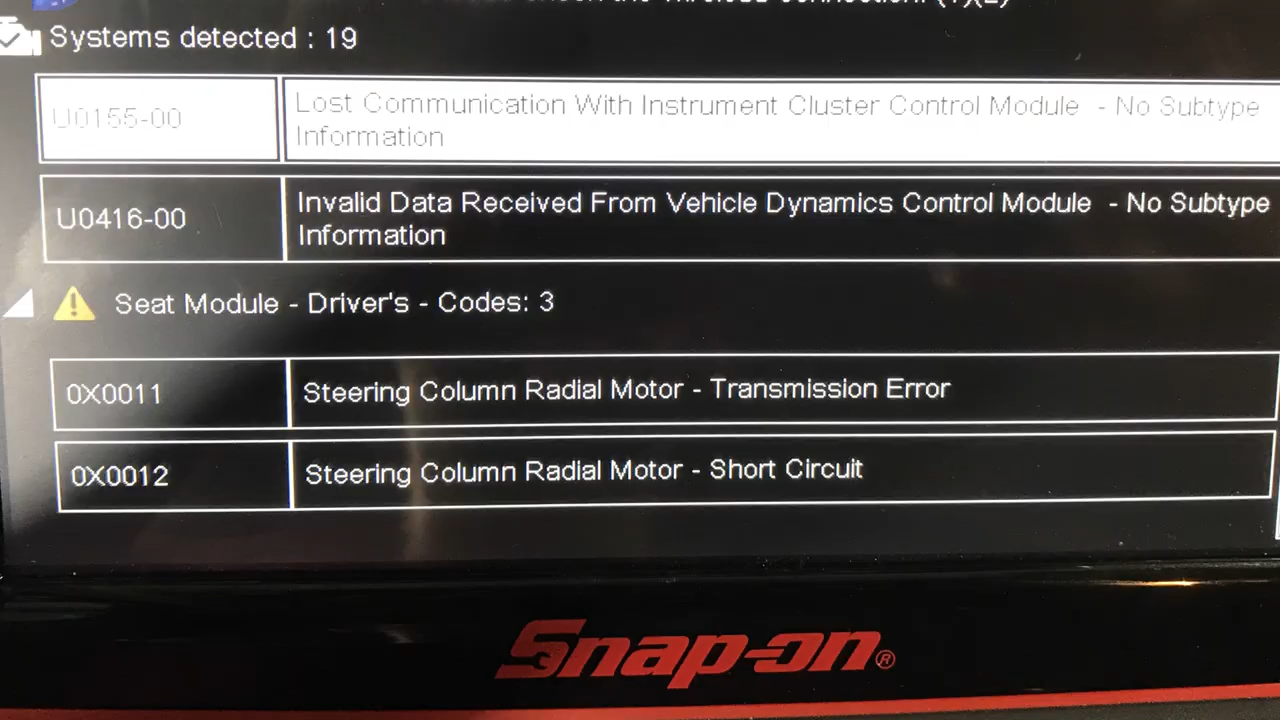 Systems detected : 19
U0155-00
Lost Communication With Instrument Cluster Control Module - No Subtype
Information
U0416-00
Invalid Data Received From Vehicle Dynamics Control Module - No Subtype
Information
Seat Module - Driver's - Codes: 3
0X0011
Steering Column Radial Motor - Transmission Error
0X0012
Steering Column Radial Motor - Short Circuit
Snap-on®